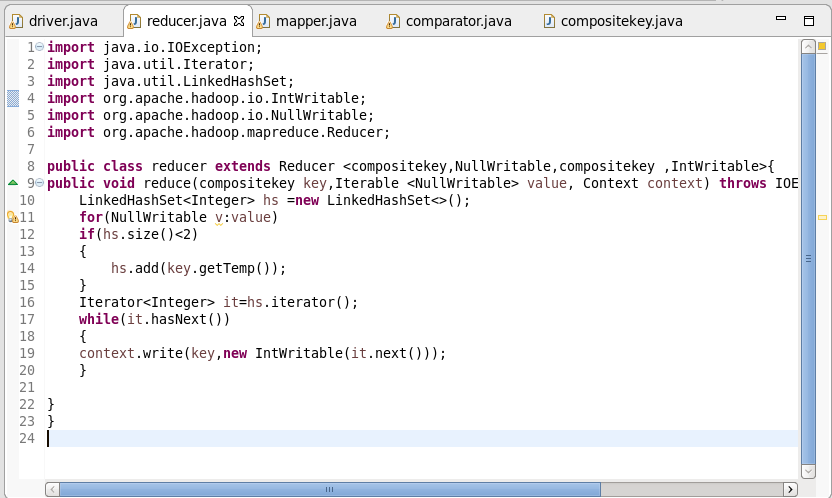 driver.java reducer.java mapper.java comparator.java compositekey.java
1 import java.io.IOException;
2 import java.util.Iterator;
3 import java.util.LinkedHashSet;
4 import org.apache.hadoop.io.IntWritable;
5 import org.apache.hadoop.io.NullWritable;
6 import org.apache.hadoop.mapreduce.Reducer;
7
8 public class reducer extends Reducer <compositekey,NullWritable,compositekey ,IntWritable>{
9 public void reduce(compositekey key,Iterable <NullWritable> value, Context context) throws IOE
10 LinkedHashSet<Integer> hs =new LinkedHashSet<>();
11 for(NullWritable v:value)
12 if(hs.size()<2)
13 {
14 hs.add(key.getTemp());
15 }
16 Iterator<Integer> it=hs.iterator();
17 while(it.hasNext())
18 {
19 context.write(key,new IntWritable(it.next()));
20 }
21
22 }
23 }
24